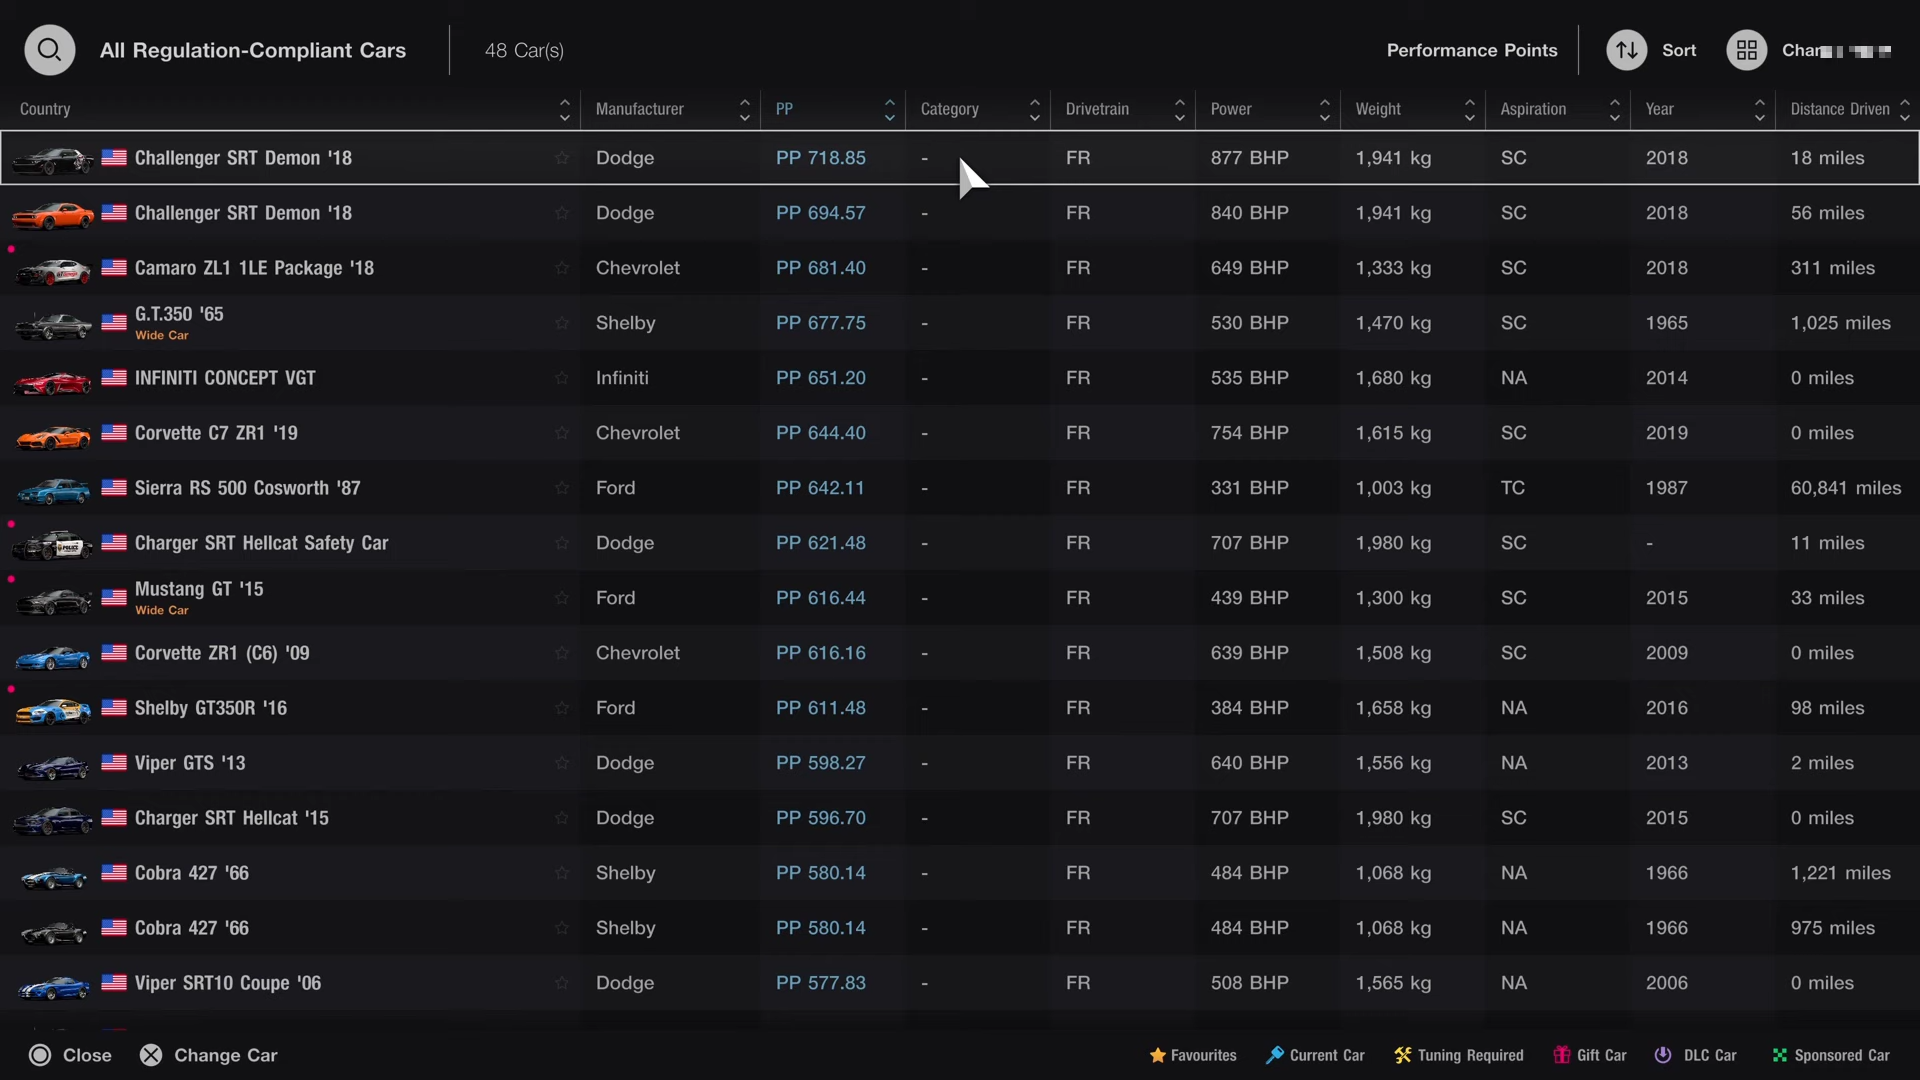 All Regulation-Compliant Cars 48 Car(s) Performance Points Sort
Country Manufacturer PP Category Drivetrain Power Weight Aspiration Year Distance Driven
Challenger SRT Demon '18 Dodge PP 718.85 - FR 877 BHP 1,941 kg SC 2018 18 miles
Challenger SRT Demon '18 Dodge PP 694.57 - FR 840 BHP 1,941 kg SC 2018 56 miles
Camaro ZL1 1LE Package '18 Chevrolet PP 681.40 - FR 649 BHP 1,333 kg SC 2018 311 miles
G.T.350 '65 Shelby PP 677.75 - FR 530 BHP 1,470 kg SC 1965 1,025 miles
Wide Car
INFINITI CONCEPT VGT Infiniti PP 651.20 - FR 535 BHP 1,680 kg NA 2014 0 miles
Corvette C7 ZR1 '19 Chevrolet PP 644.40 - FR 754 BHP 1,615 kg SC 2019 0 miles
Sierra RS 500 Cosworth '87 Ford PP 642.11 - FR 331 BHP 1,003 kg TC 1987 60,841 miles
Charger SRT Hellcat Safety Car Dodge PP 621.48 - FR 707 BHP 1,980 kg SC - 11 miles
Mustang GT '15 Ford PP 616.44 - FR 439 BHP 1,300 kg SC 2015 33 miles
Wide Car
Corvette ZR1 (C6) '09 Chevrolet PP 616.16 - FR 639 BHP 1,508 kg SC 2009 0 miles
Shelby GT350R '16 Ford PP 611.48 - FR 384 BHP 1,658 kg NA 2016 98 miles
Viper GTS '13 Dodge PP 598.27 - FR 640 BHP 1,556 kg NA 2013 2 miles
Charger SRT Hellcat '15 Dodge PP 596.70 - FR 707 BHP 1,980 kg SC 2015 0 miles
Cobra 427 '66 Shelby PP 580.14 - FR 484 BHP 1,068 kg NA 1966 1,221 miles
Cobra 427 '66 Shelby PP 580.14 - FR 484 BHP 1,068 kg NA 1966 975 miles
Viper SRT10 Coupe '06 Dodge PP 577.83 - FR 508 BHP 1,565 kg NA 2006 0 miles
Close Change Car Favourites Current Car Tuning Required Gift Car DLC Car Sponsored Car